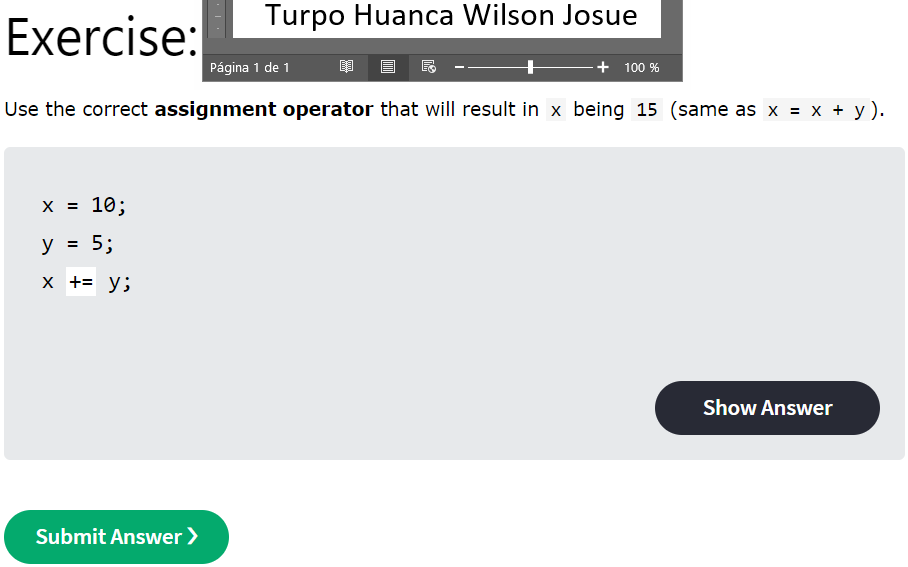 Turpo Huanca Wilson Josue
Exercise:
Página 1 de 1
100 %
Use the correct assignment operator that will result in x being 15 (same as x = x + y).
x = 10;
y = 5;
x += y;
Show Answer
Submit Answer ❯